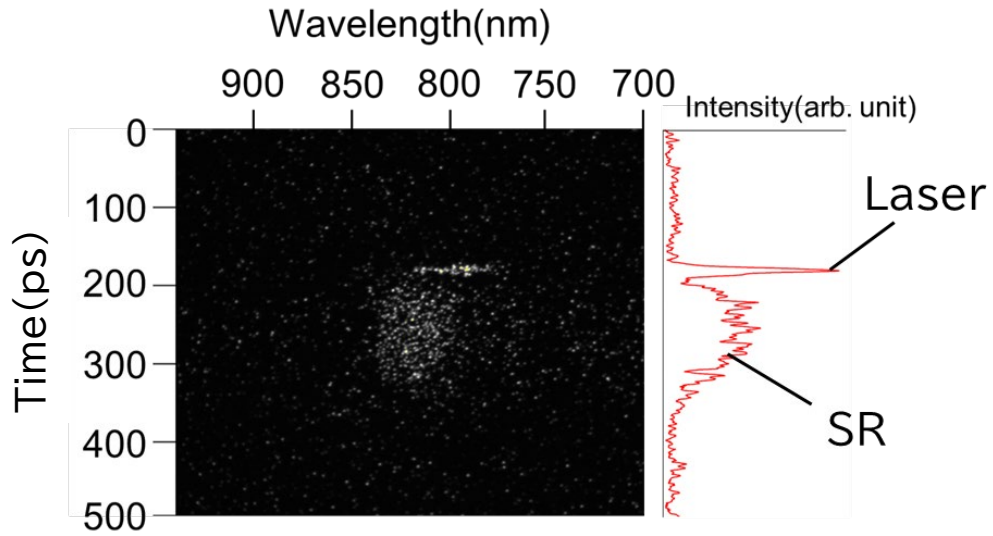 Wavelength(nm)
900 850 800 750 700
Intensity(arb. unit)
Time(ps)
0
100
200
300
400
500
Laser
SR